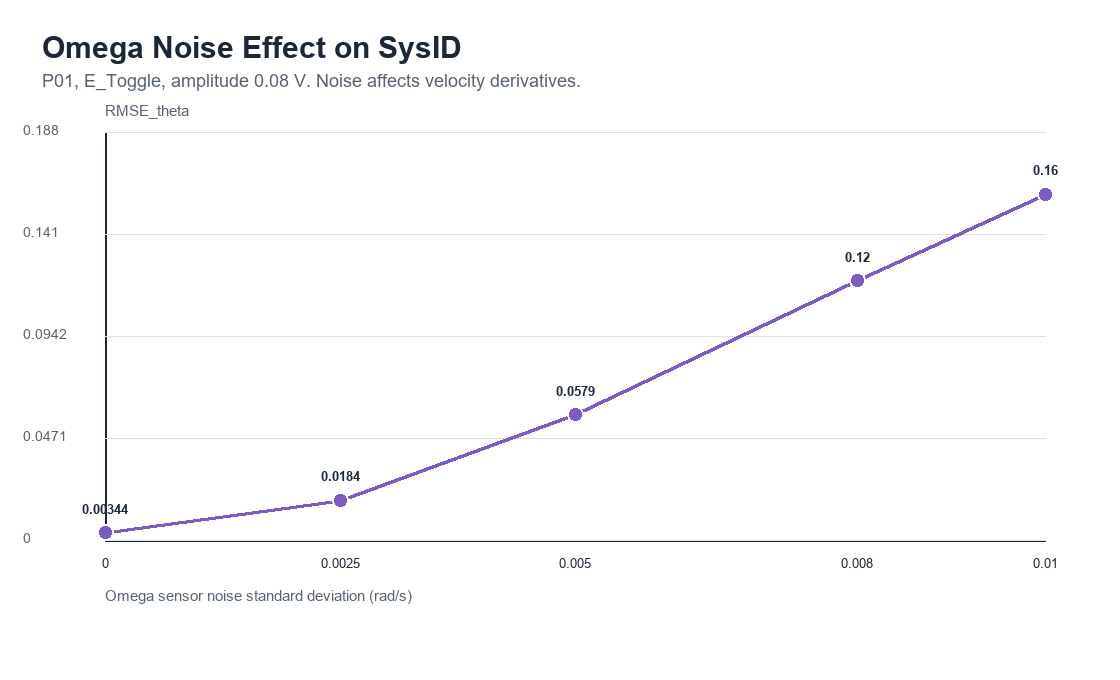 Omega Noise Effect on SysID
P01, E_Toggle, amplitude 0.08 V. Noise affects velocity derivatives.
RMSE_theta
0.188
0.16
0.141
0.12
0.0942
0.0579
0.0471
0.0184
0.00344
0
0 0.0025 0.005 0.008 0.01
Omega sensor noise standard deviation (rad/s)